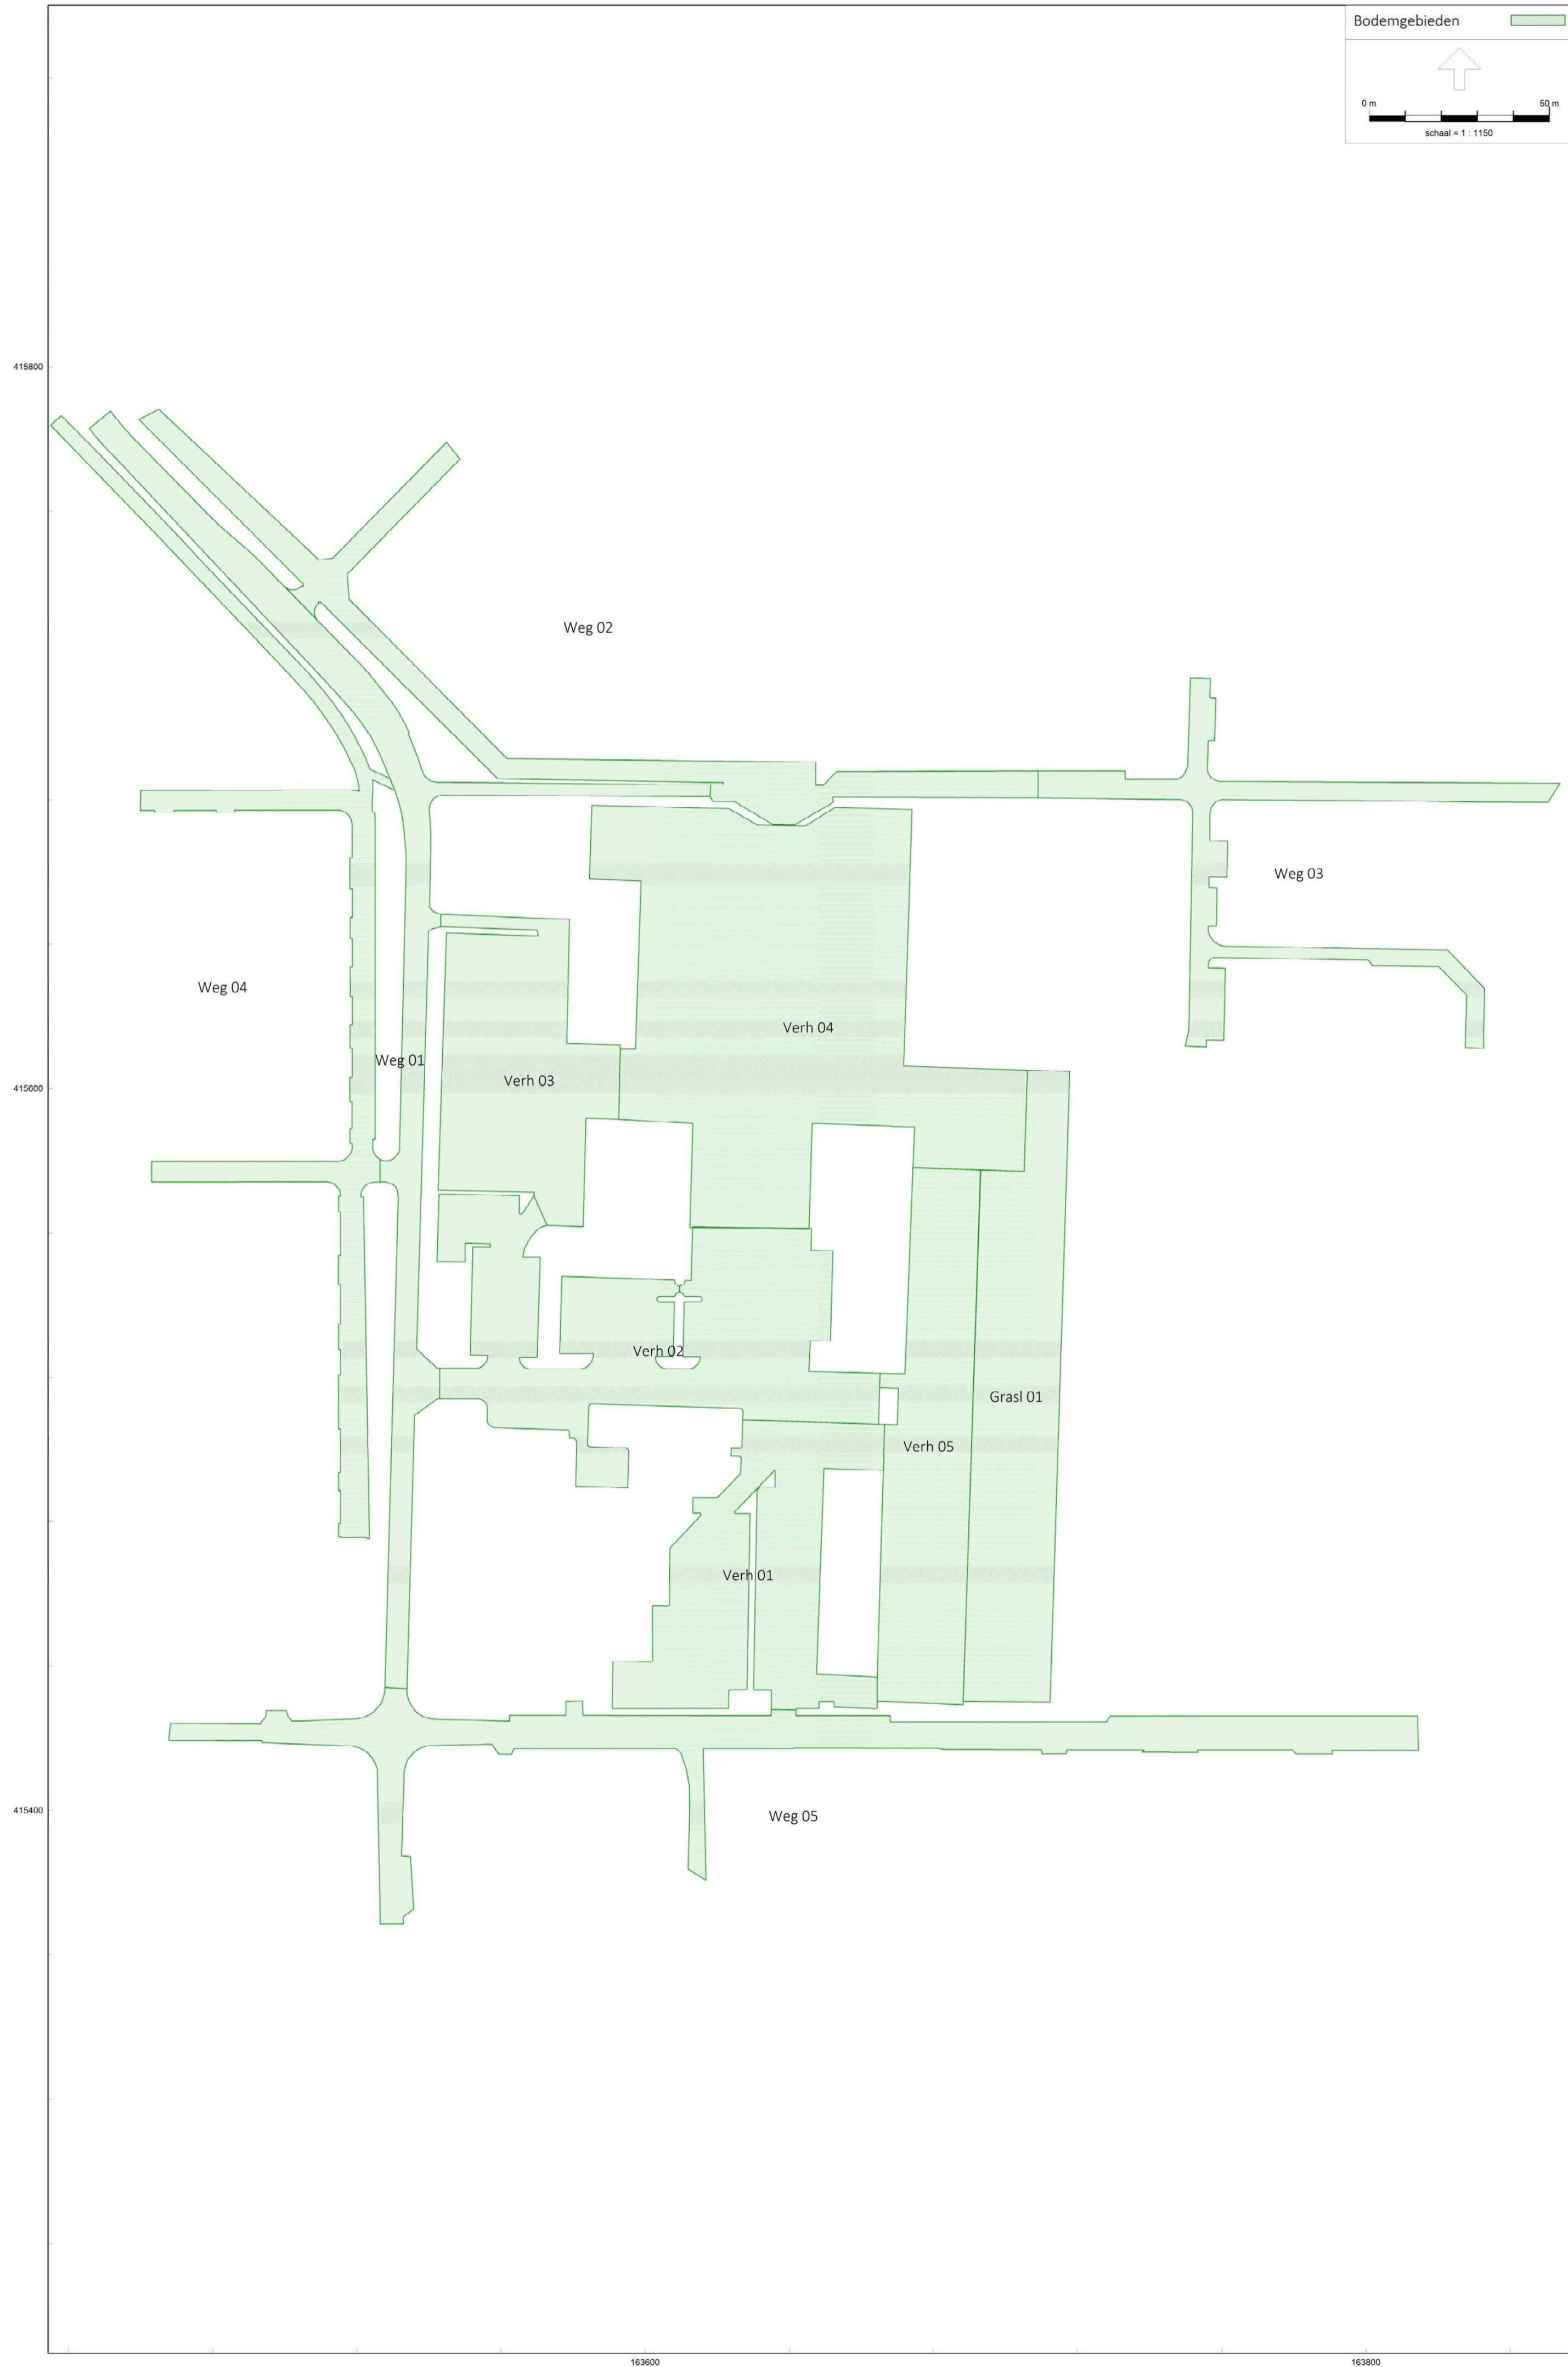 Bodemgebieden
0 m 50 m
schaal = 1 : 1150
415800
Weg 02
Weg 03
Weg 04
Verh 04
Weg 01
Verh 03
415600
Verh 02
Grasl 01
Verh 05
Verh 01
415400
Weg 05
163600 163800